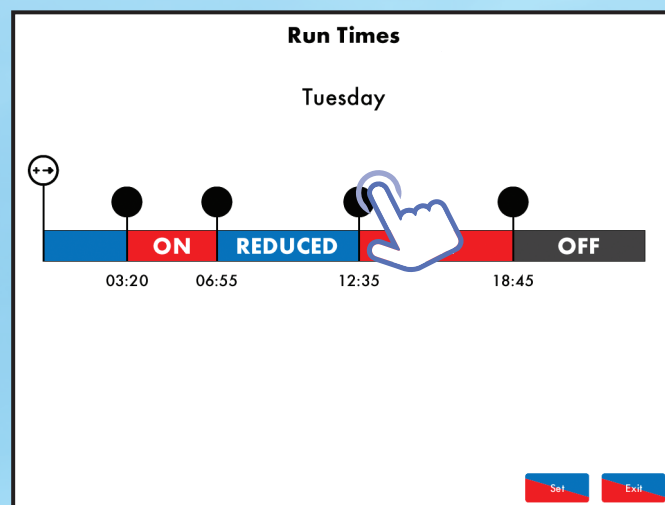 Run Times
Tuesday
ON REDUCED OFF
03:20 06:55 12:35 18:45
Set Exit